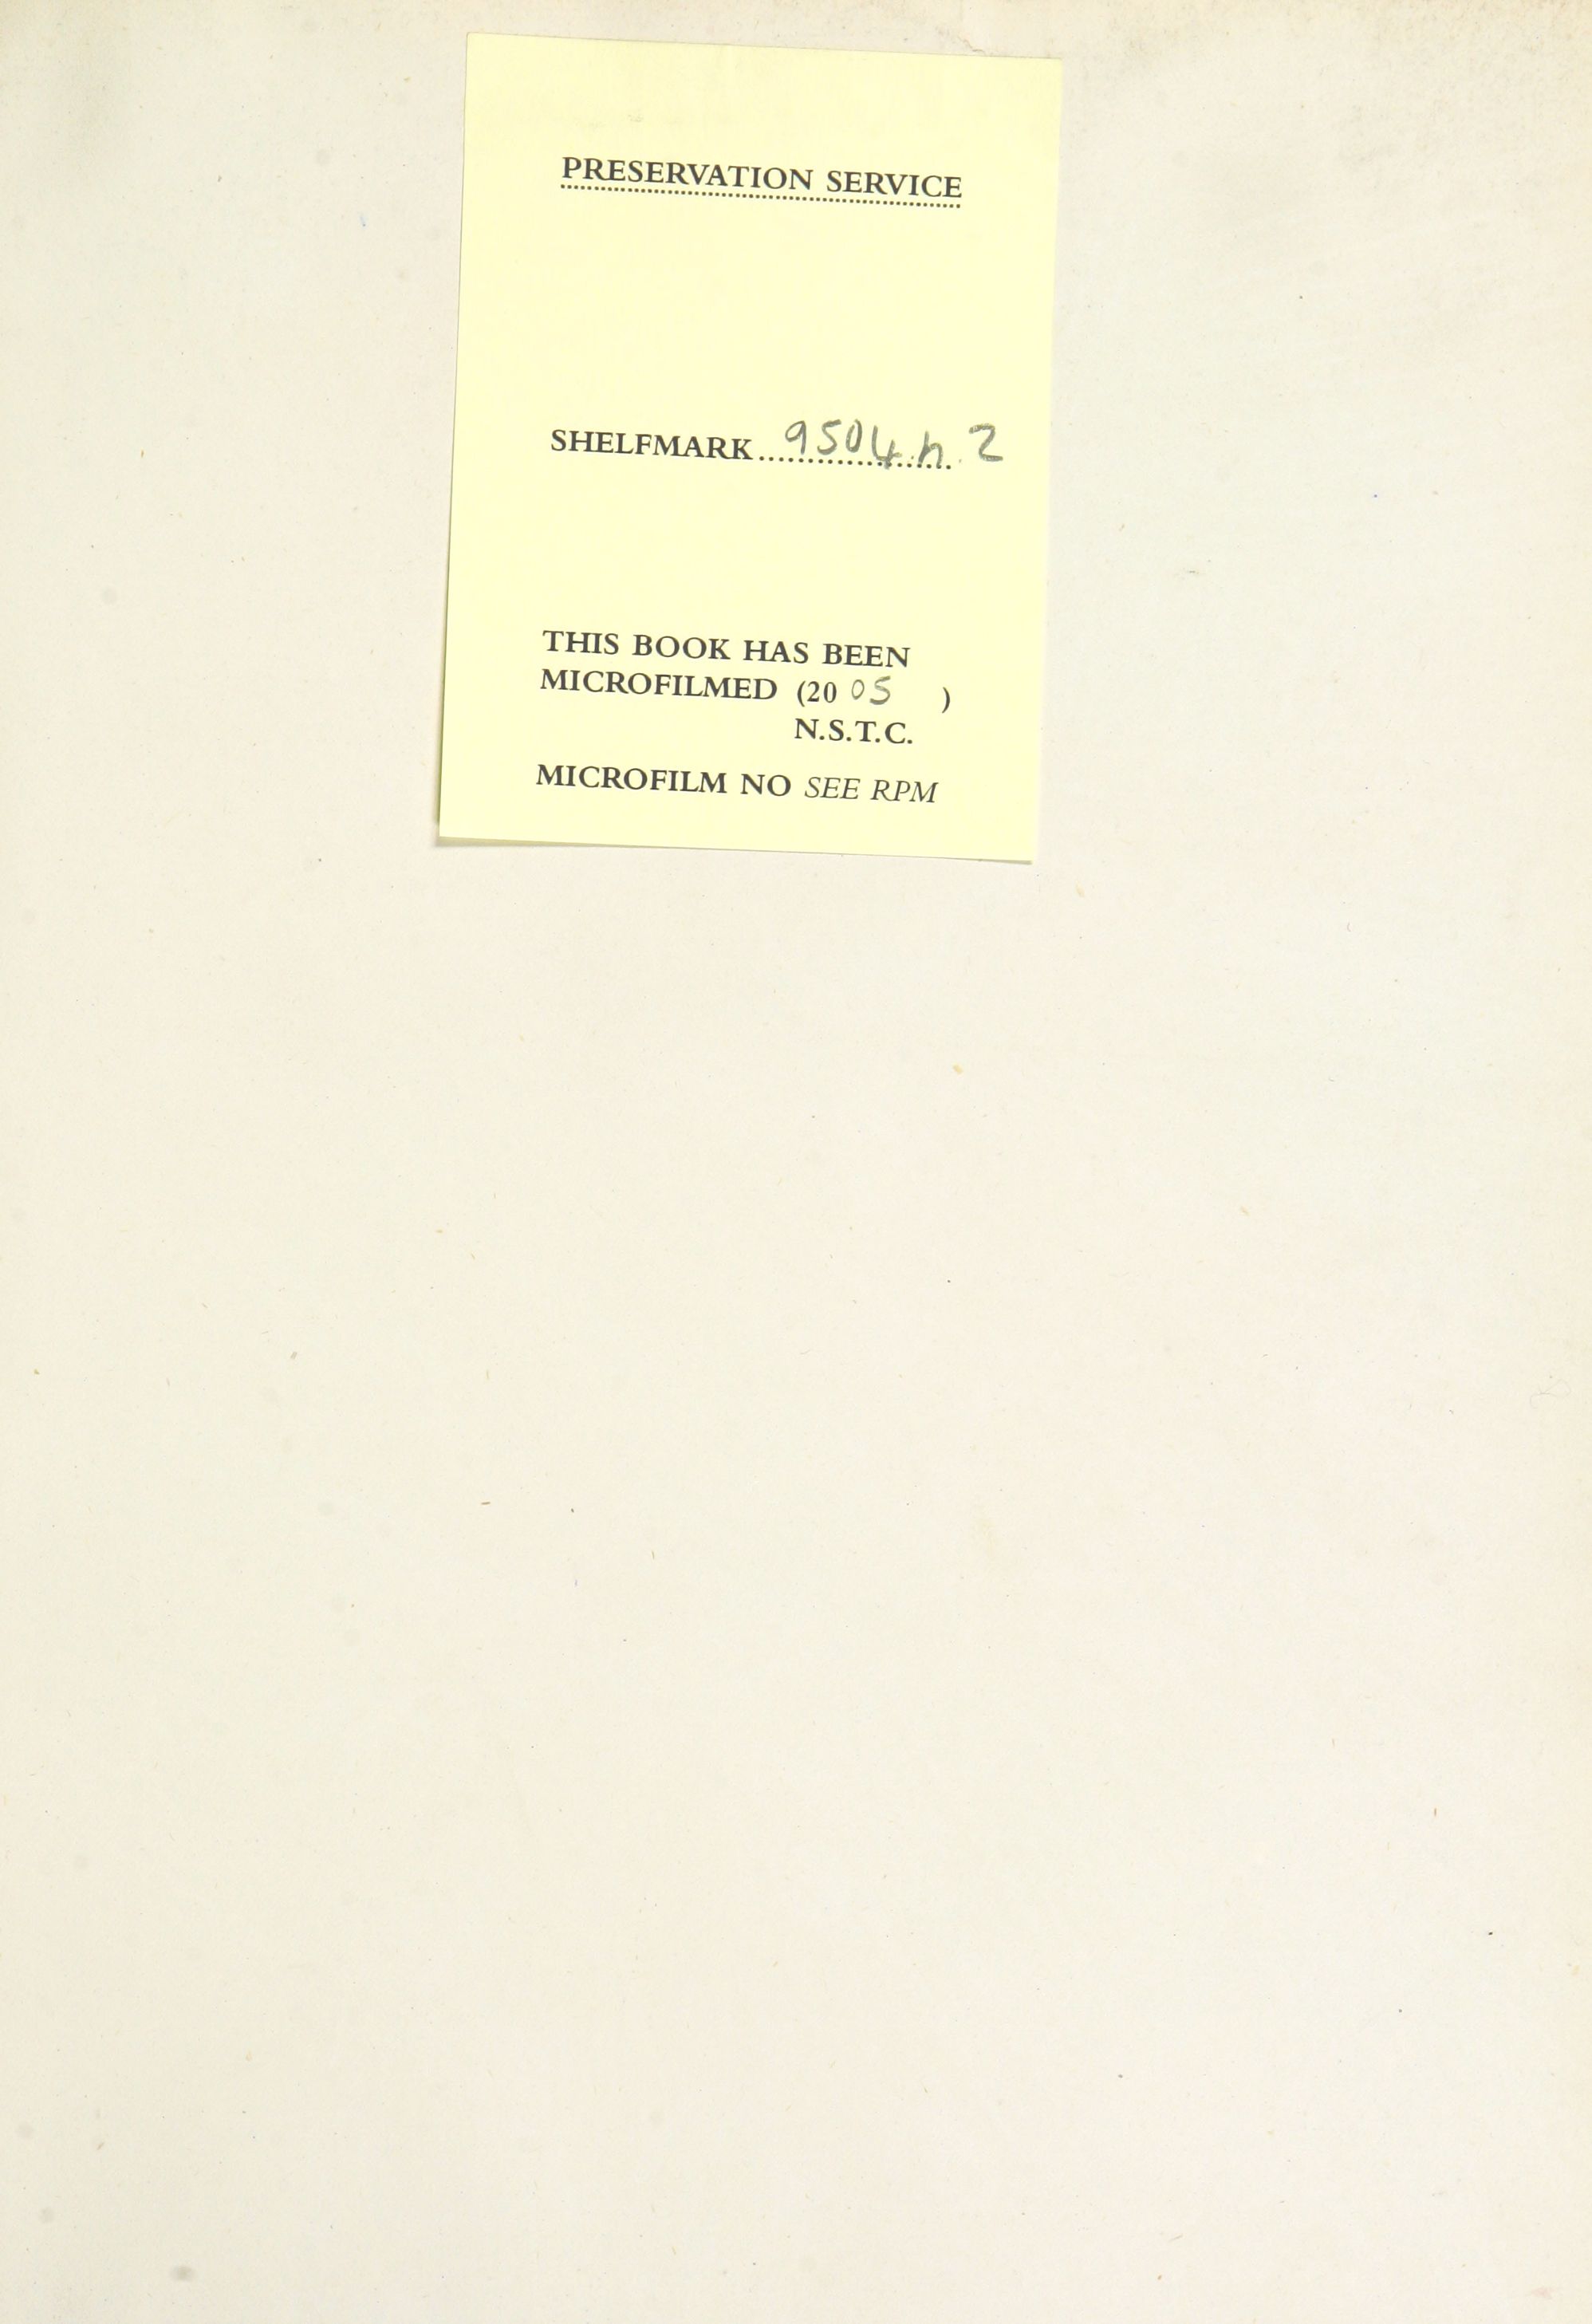 PRESERVATION SERVICE
SHELFMARK 9504.h.2
THIS BOOK HAS BEEN
MICROFILMED (2005 )
N.S.T.C.
MICROFILM NO SEE RPM